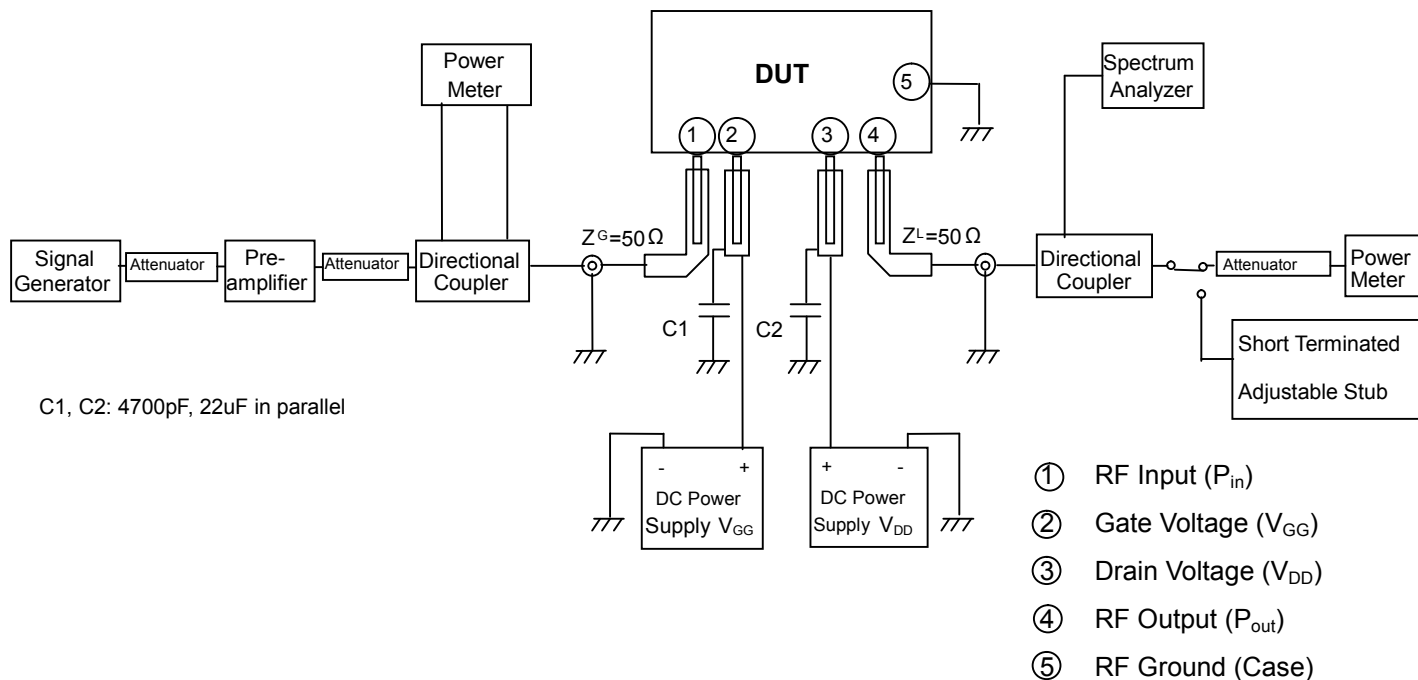 Power
Meter
DUT
5
Spectrum
Analyzer
1
2
3
4
Signal
Generator
Attenuator
Pre-
amplifier
Attenuator
Directional
Coupler
ZG=50Ω
ZL=50Ω
Directional
Coupler
Attenuator
Power
Meter
C1
C2
Short Terminated
Adjustable Stub
C1, C2: 4700pF, 22uF in parallel
- +
DC Power
Supply VGG
+ -
DC Power
Supply VDD
① RF Input (Pin)
② Gate Voltage (VGG)
③ Drain Voltage (VDD)
④ RF Output (Pout)
⑤ RF Ground (Case)